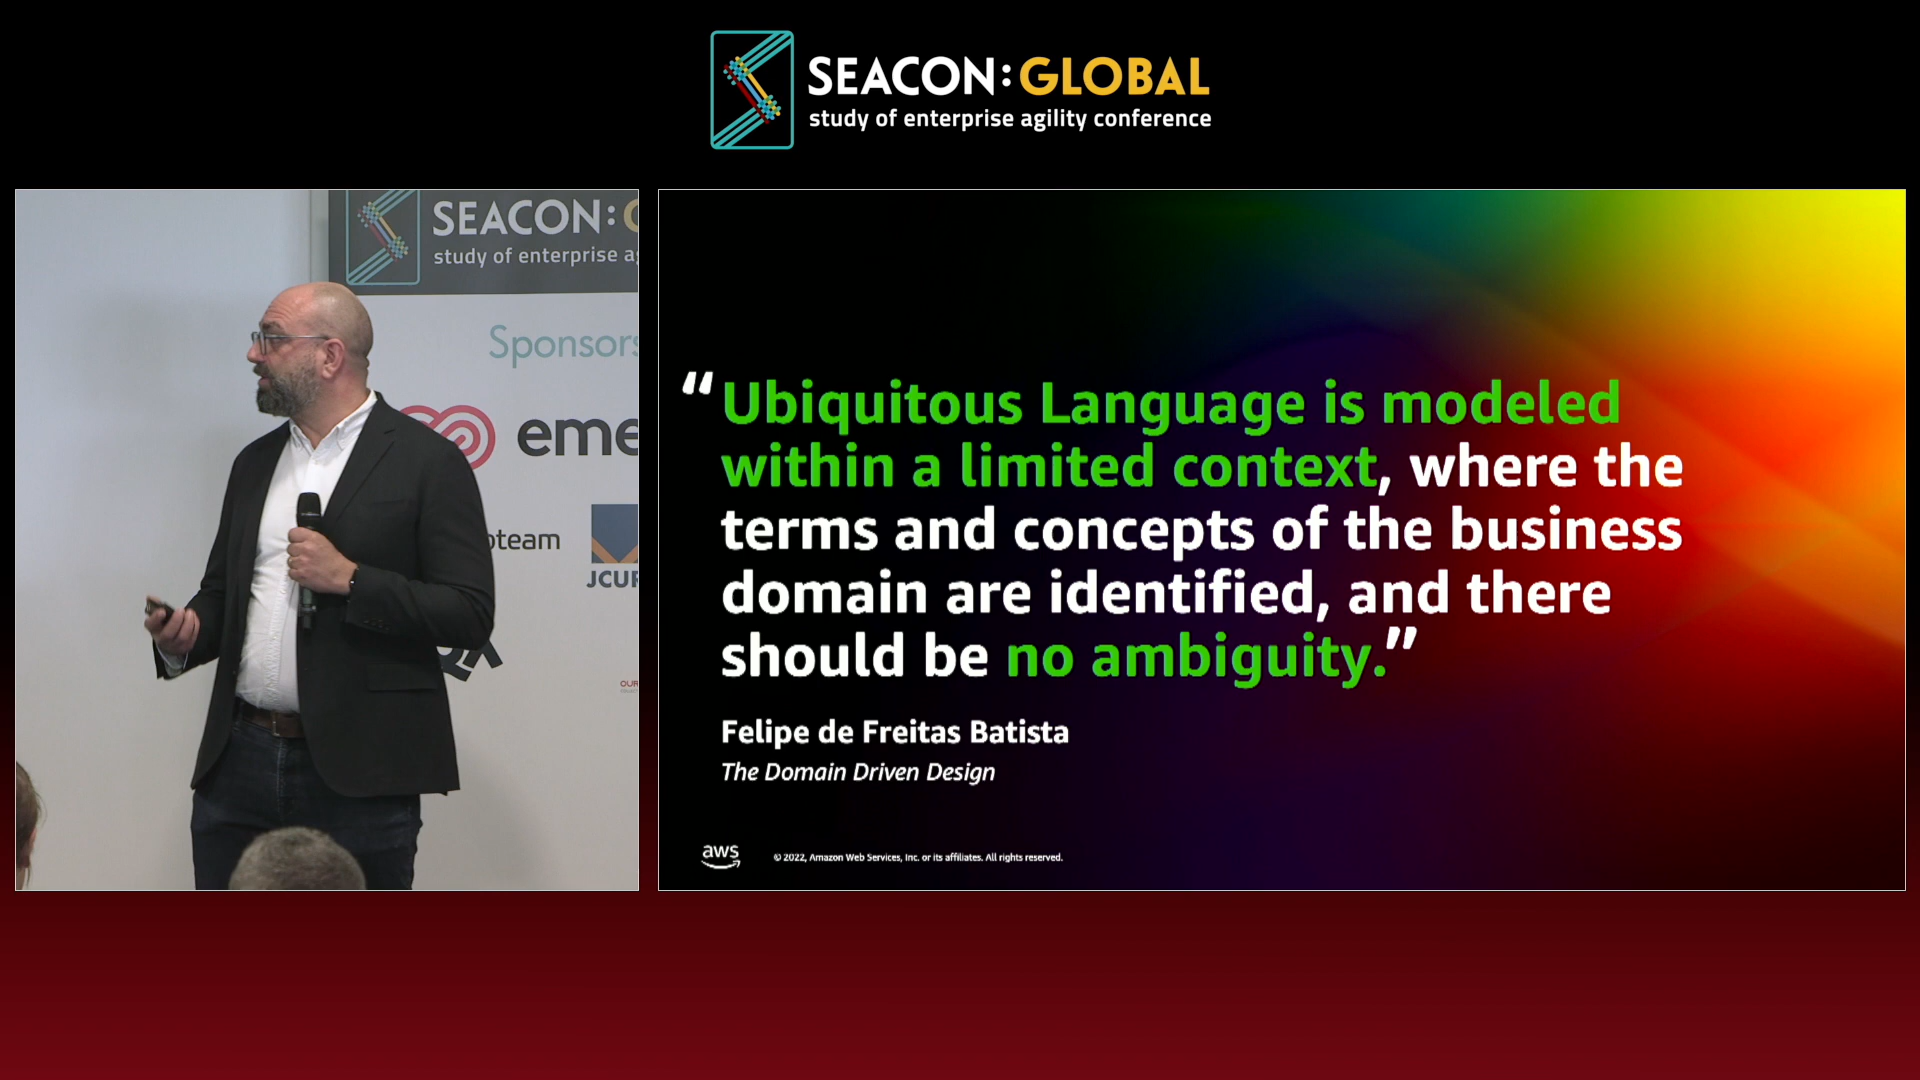 SEACON:GLOBAL
study of enterprise agility conference
SEACON:
study of enterprise
Sponsors
eme
team
JCUR
OUR
“Ubiquitous Language is modeled
within a limited context, where the
terms and concepts of the business
domain are identified, and there
should be no ambiguity.”
Felipe de Freitas Batista
The Domain Driven Design
aws
© 2022, Amazon Web Services, Inc. or its affiliates. All rights reserved.